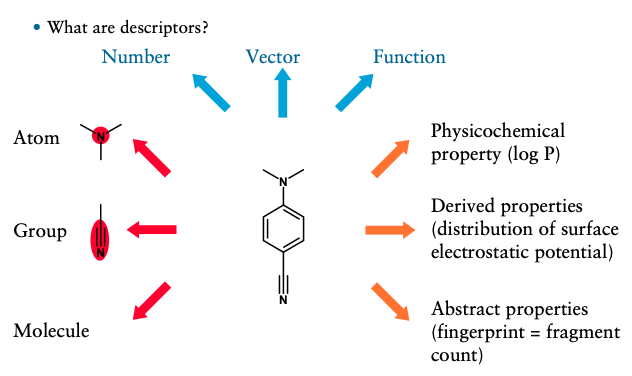 • What are descriptors?
Number Vector Function
Atom
N
Physicochemical
property (log P)
N
Group
N
Derived properties
(distribution of surface
electrostatic potential)
N
Molecule
Abstract properties
(fingerprint = fragment
count)